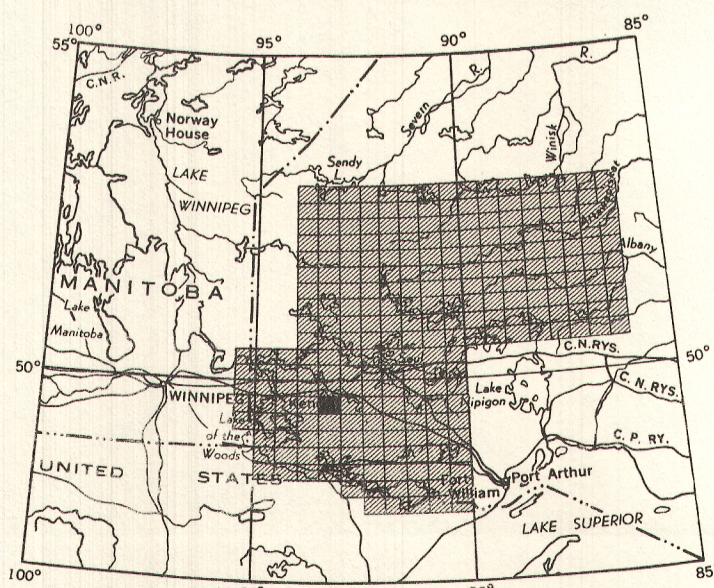 100°
95°
90°
85°
55°
C.N.R.
R.
R.
Norway
House
Severn
Winisk
Sandy
L.
LAKE
WINNIPEG
Attawapiskat
Albany
MANITOBA
Lake
Manitoba
50°
C.N.RYS.
50°
C.N.RYS.
WINNIPEG
Lake
Nipigon
Lake
of the
Woods
C.P. RY.
UNITED STATES
Fort
William
Port Arthur
LAKE SUPERIOR
100°
85